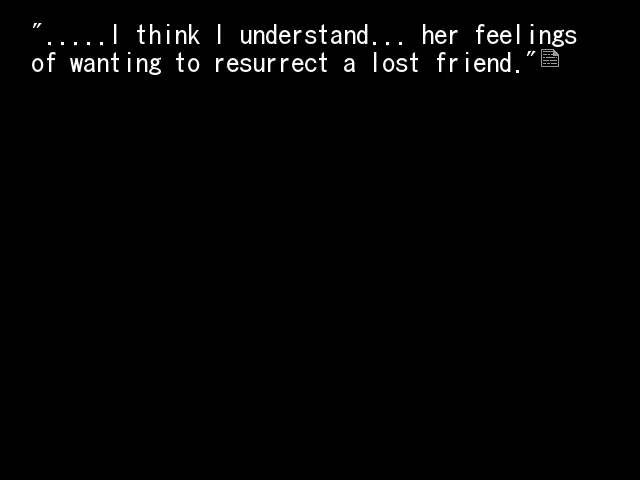 ".....I think I understand... her feelings
of wanting to resurrect a lost friend."